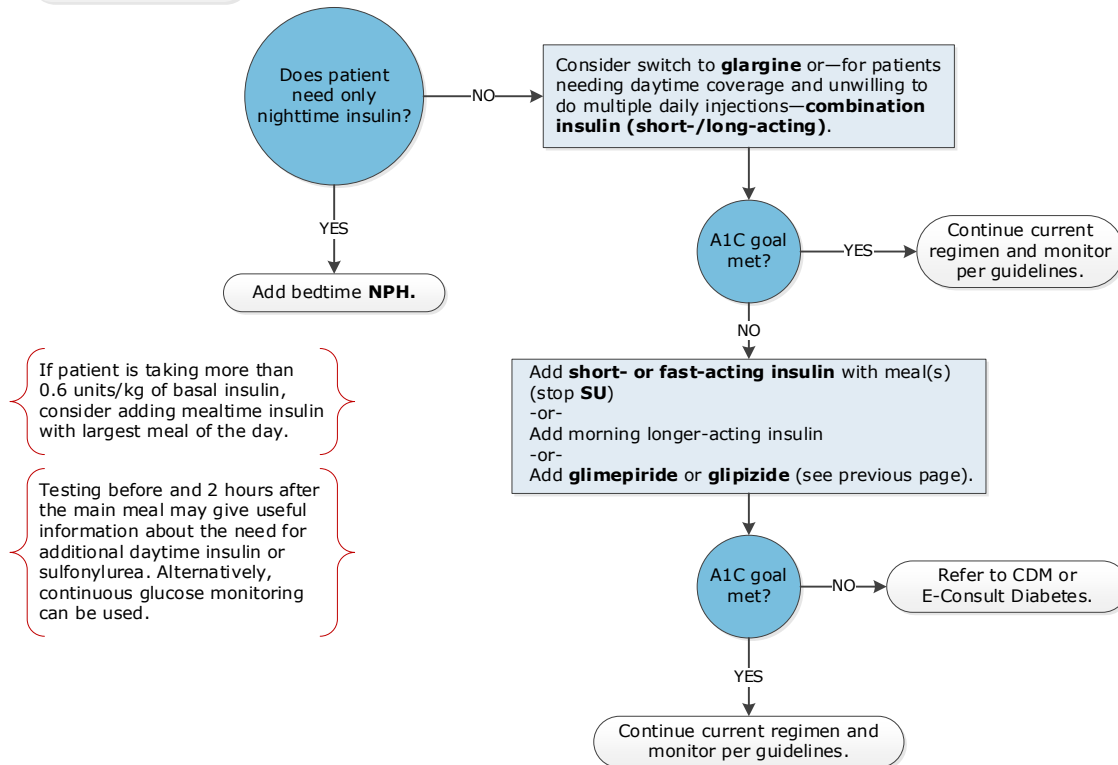 Does patient
need only
nighttime insulin?
NO
Consider switch to glargine or—for patients
needing daytime coverage and unwilling to
do multiple daily injections—combination
insulin (short-/long-acting).
YES
Add bedtime NPH.
A1C goal
met?
YES
Continue current
regimen and monitor
per guidelines.
NO
If patient is taking more than
0.6 units/kg of basal insulin,
consider adding mealtime insulin
with largest meal of the day.
Add short- or fast-acting insulin with meal(s)
(stop SU)
-or-
Add morning longer-acting insulin
-or-
Add glimepiride or glipizide (see previous page).
Testing before and 2 hours after
the main meal may give useful
information about the need for
additional daytime insulin or
sulfonylurea. Alternatively,
continuous glucose monitoring
can be used.
A1C goal
met?
NO
Refer to CDM or
E-Consult Diabetes.
YES
Continue current regimen and
monitor per guidelines.